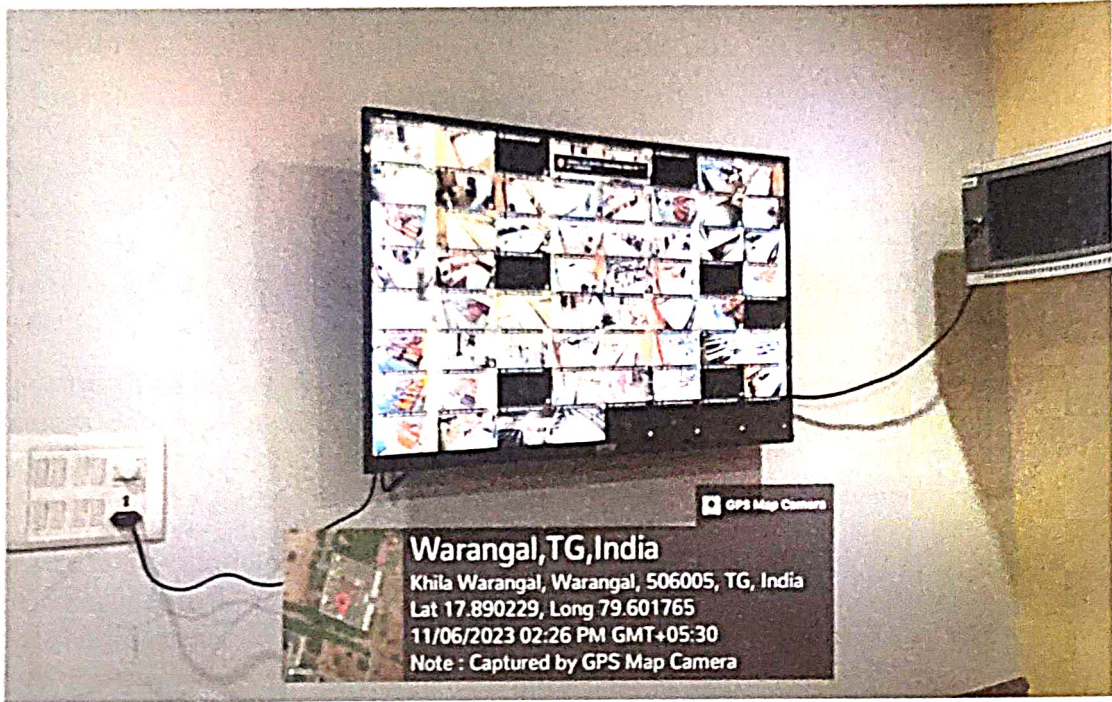 GPS Map Camera
Warangal,TG,India
Khila Warangal, Warangal, 506005, TG, India
Lat 17.890229, Long 79.601765
11/06/2023 02:26 PM GMT+05:30
Note : Captured by GPS Map Camera